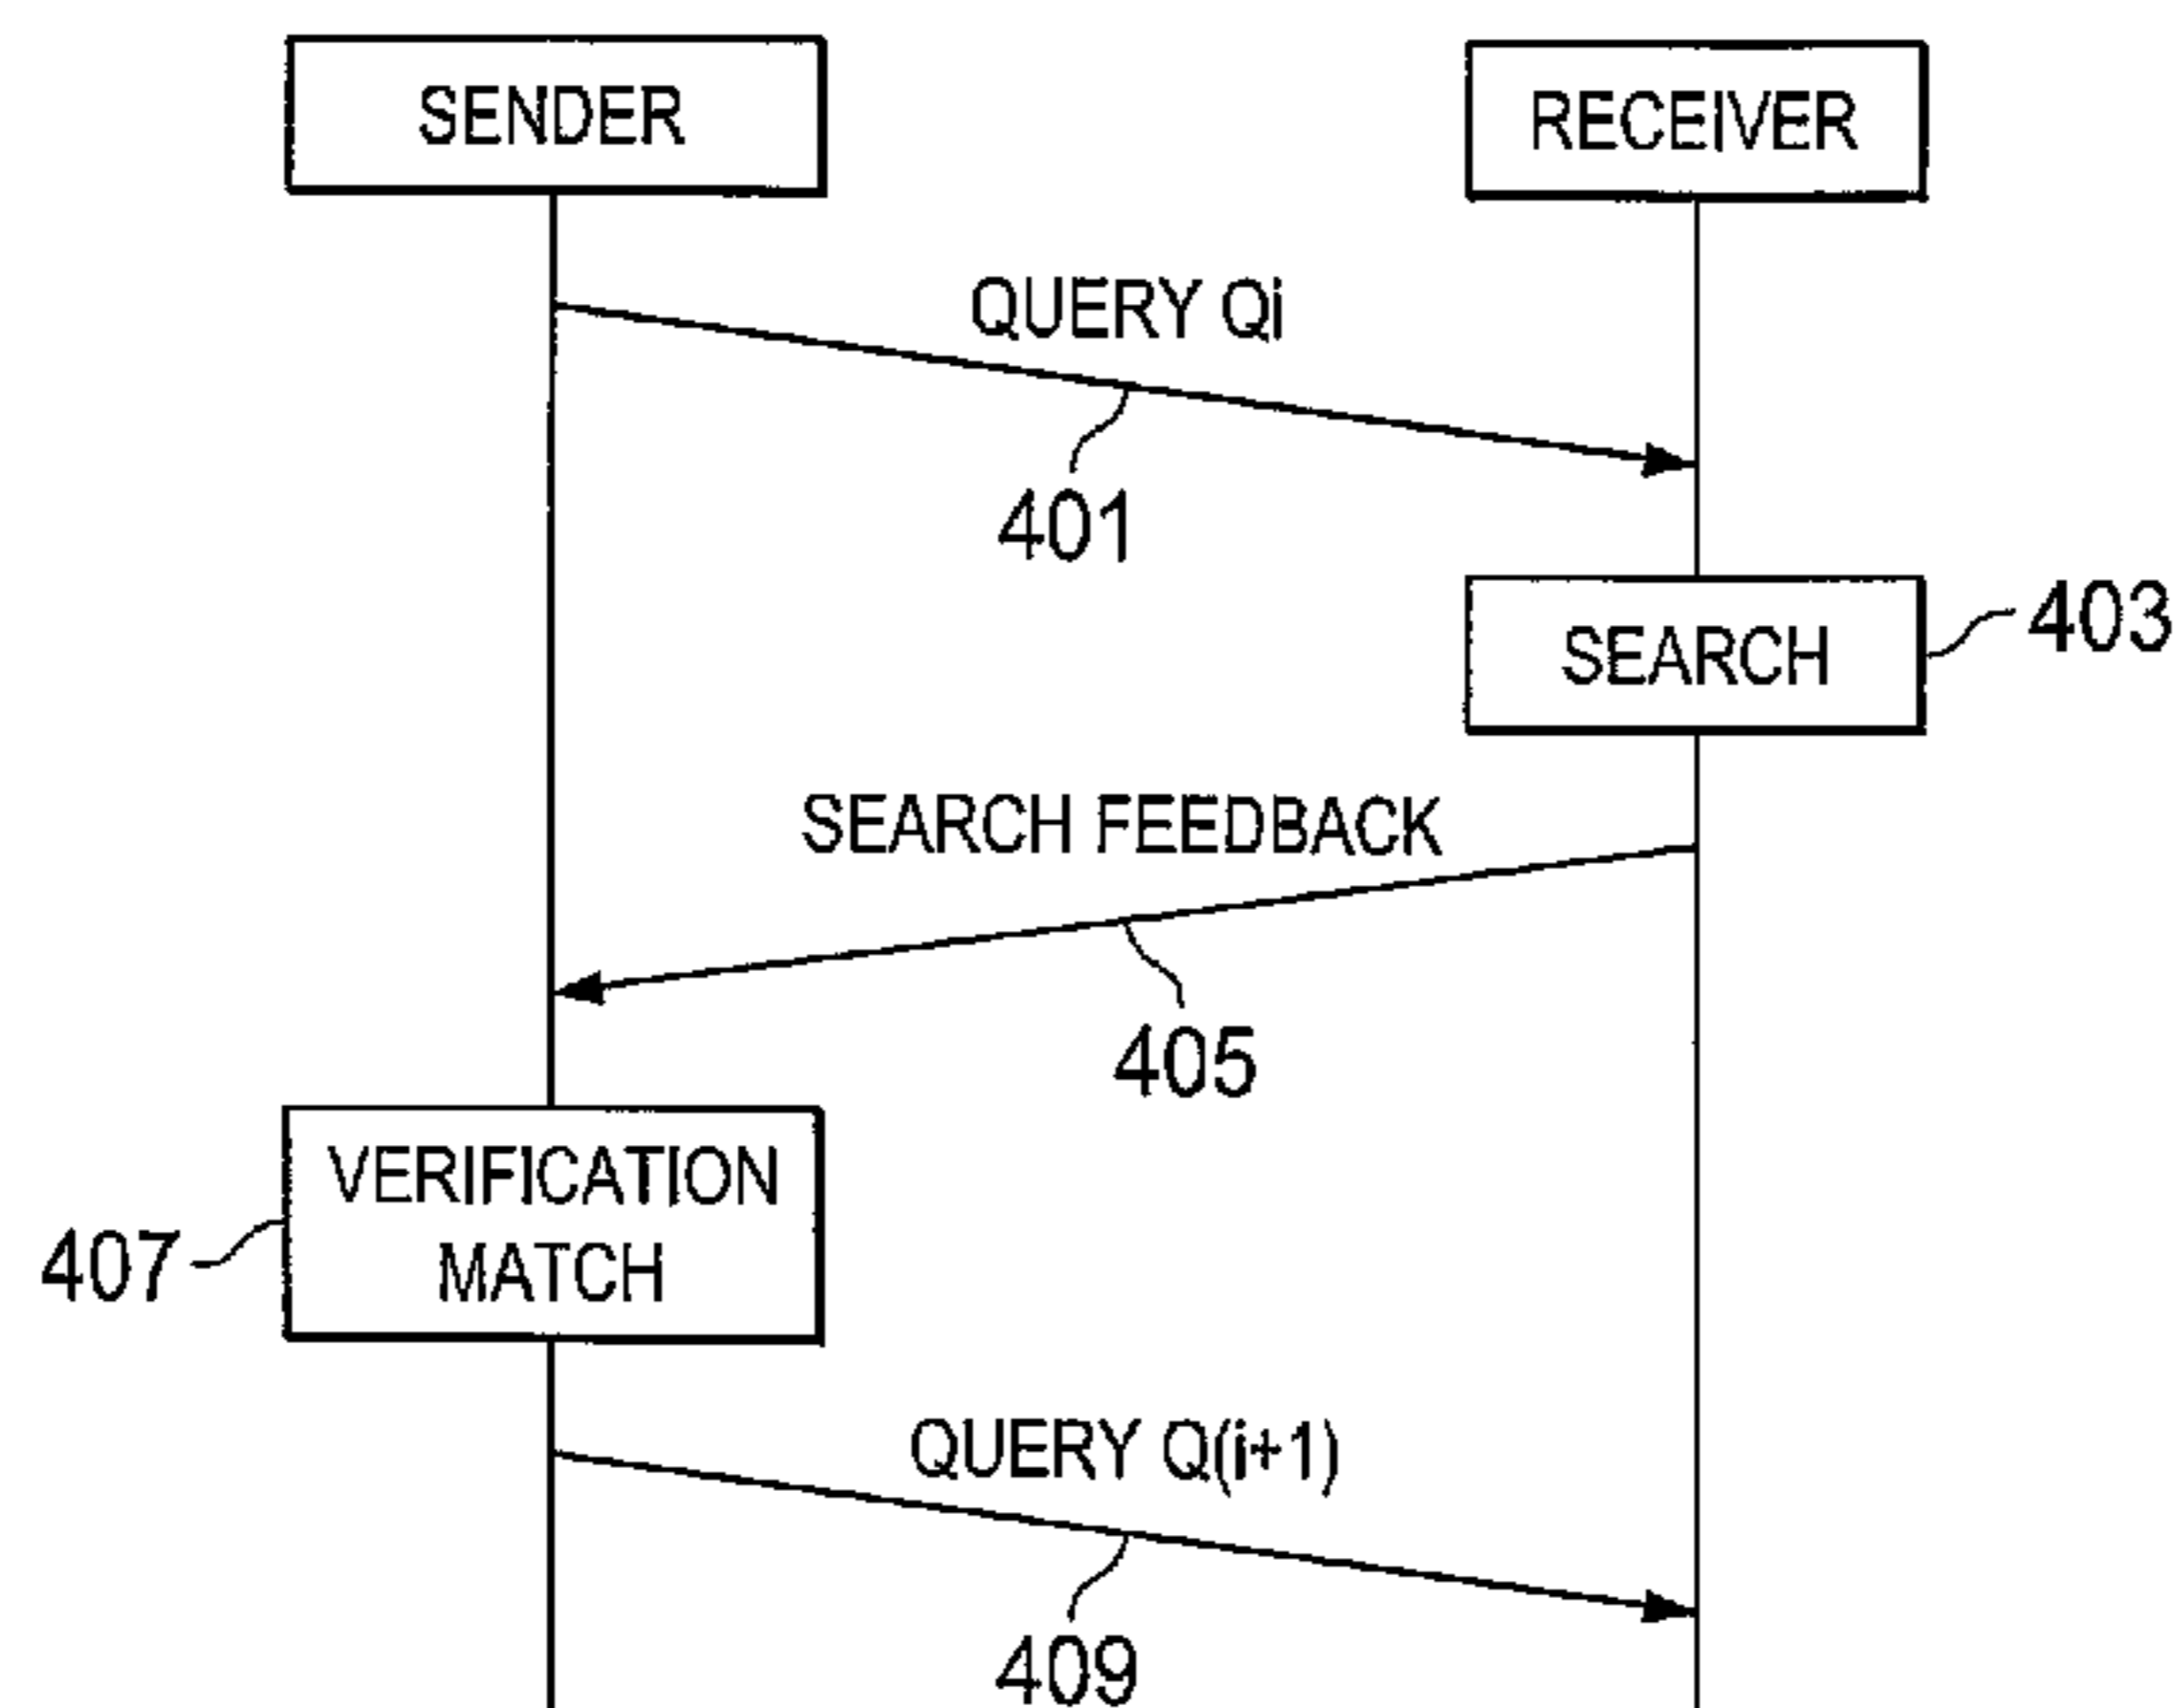 SENDER
RECEIVER
QUERY Qi
401
SEARCH
403
SEARCH FEEDBACK
405
VERIFICATION
MATCH
407
QUERY Q(i+1)
409